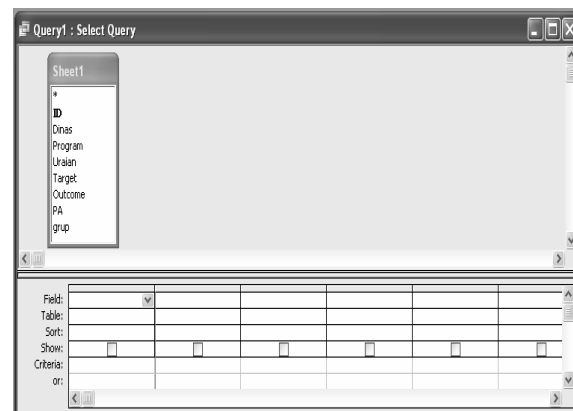 Query1 : Select Query
Sheet1
*
ID
Dinas
Program
Uraian
Target
Outcome
PA
grup
Field:
Table:
Sort:
Show:
Criteria:
or: